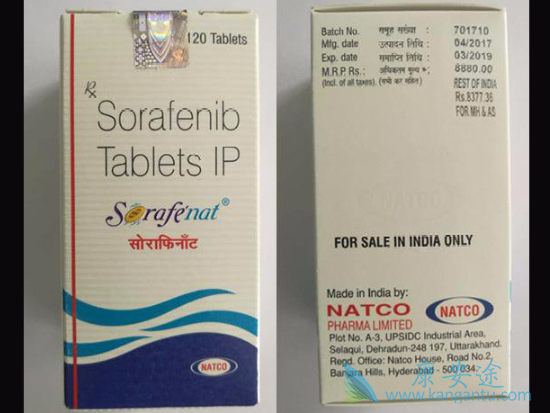 120 Tablets
Rx
Sorafenib
Tablets IP
Sorafenat®
सोराफिनॉट
NATCO
Batch No. समूह संख्या : 701710
Mfg. date उत्पादन तिथि : 04/2017
Exp. date समाप्ति तिथि : 03/2019
M.R.P. Rs.: अधिकतम मूल्य रु: 8880.00
(Incl. of all taxes). (सभी कर सहित) REST OF INDIA
Rs.8377.36
FOR MH & AS
NATCO
FOR SALE IN INDIA ONLY
Made in India by:
NATCO
PHARMA LIMITED
NATCO
Plot No. A-3, UPSIDC Industrial Area,
Selaqui, Dehradun-248 197, Uttarakhand.
Regd. Office: Natco House, Road No.2,
Banjara Hills, Hyderabad - 500 034.
康安途
www.kangantu.com